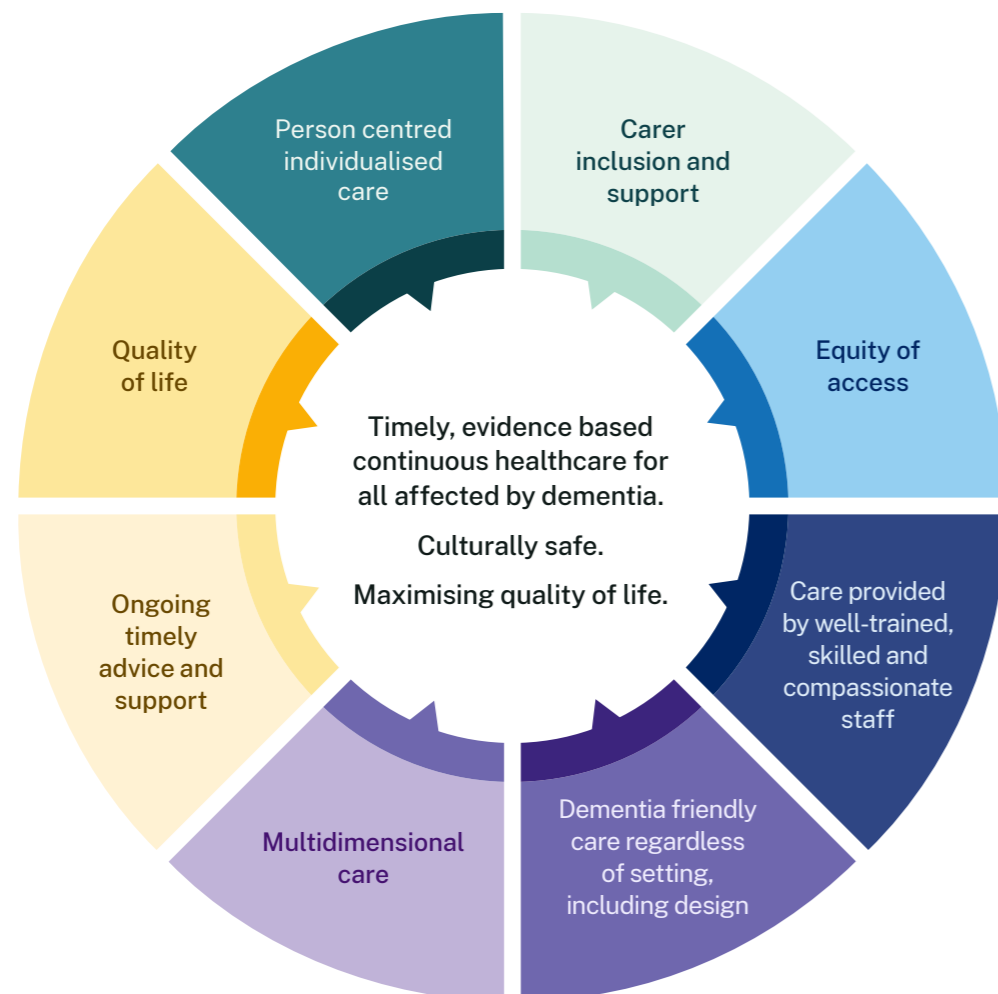 Person centred
individualised
care
Carer
inclusion and
support
Equity of
access
Care provided
by well-trained,
skilled and
compassionate
staff
Dementia friendly
care regardless
of setting,
including design
Multidimensional
care
Ongoing
timely
advice and
support
Quality
of life
Timely, evidence based
continuous healthcare for
all affected by dementia.
Culturally safe.
Maximising quality of life.